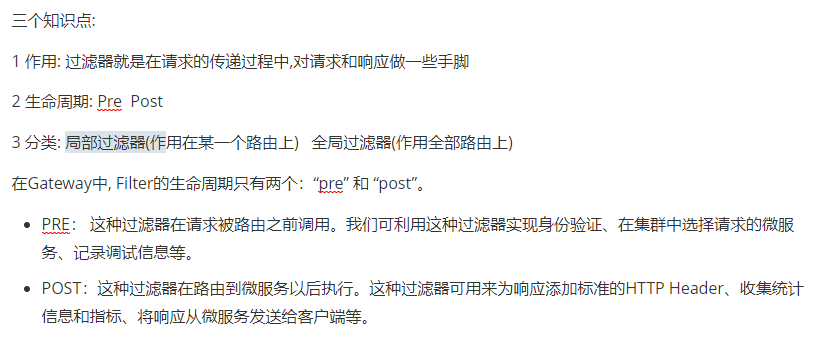 三个知识点:
1 作用: 过滤器就是在请求的传递过程中,对请求和响应做一些手脚
2 生命周期: Pre Post
3 分类: 局部过滤器(作用在某一个路由上) 全局过滤器(作用全部路由上)
在Gateway中, Filter的生命周期只有两个：“pre” 和 “post”。
• PRE： 这种过滤器在请求被路由之前调用。我们可利用这种过滤器实现身份验证、在集群中选择请求的微服
务、记录调试信息等。
• POST：这种过滤器在路由到微服务以后执行。这种过滤器可用来为响应添加标准的HTTP Header、收集统计
信息和指标、将响应从微服务发送给客户端等。